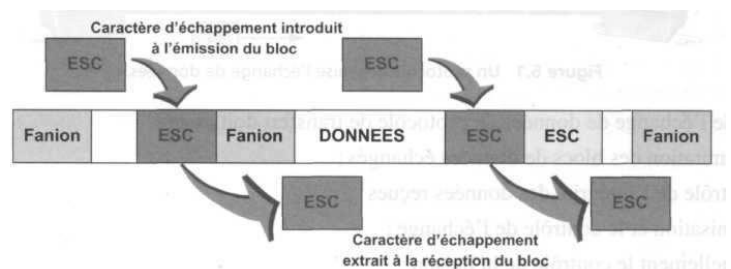 Caractère d'échappement introduit
à l'émission du bloc
ESC
ESC
Fanion
ESC
Fanion
DONNEES
ESC
ESC
Fanion
ESC
ESC
Caractère d'échappement
extrait à la réception du bloc